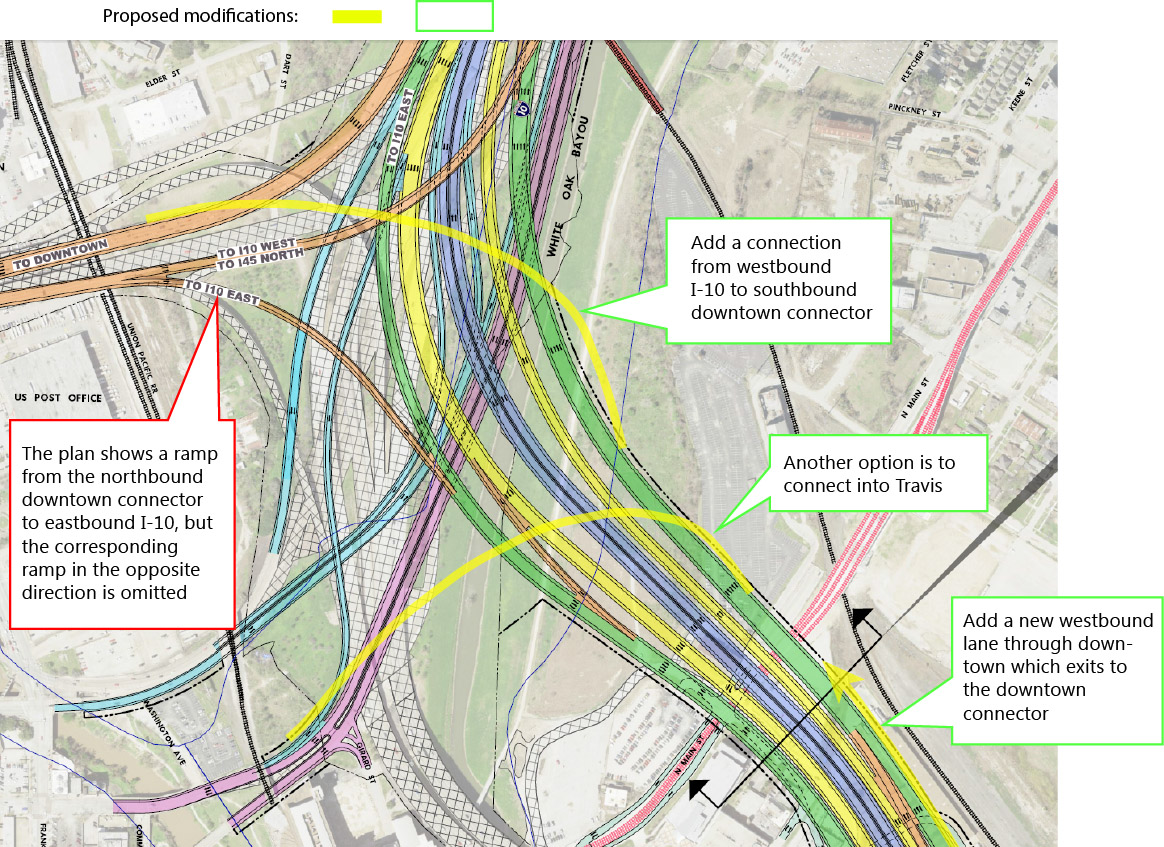 Proposed modifications:
ELDER ST
DART ST
TO I10 EAST
10
WHITE OAK BAYOU
FLETCHER ST
PINCKNEY ST
KEENE ST
TO DOWNTOWN
TO I10 WEST
TO I45 NORTH
TO I10 EAST
UNION PACIFIC RR
US POST OFFICE
N MAIN ST
Add a connection
from westbound
I-10 to southbound
downtown connector
The plan shows a ramp
from the northbound
downtown connector
to eastbound I-10, but
the corresponding
ramp in the opposite
direction is omitted
Another option is to
connect into Travis
Add a new westbound
lane through down-
town which exits to
the downtown
connector
WASHINGTON AVE
GIRARD ST
N MAIN ST
FRANK
COMM